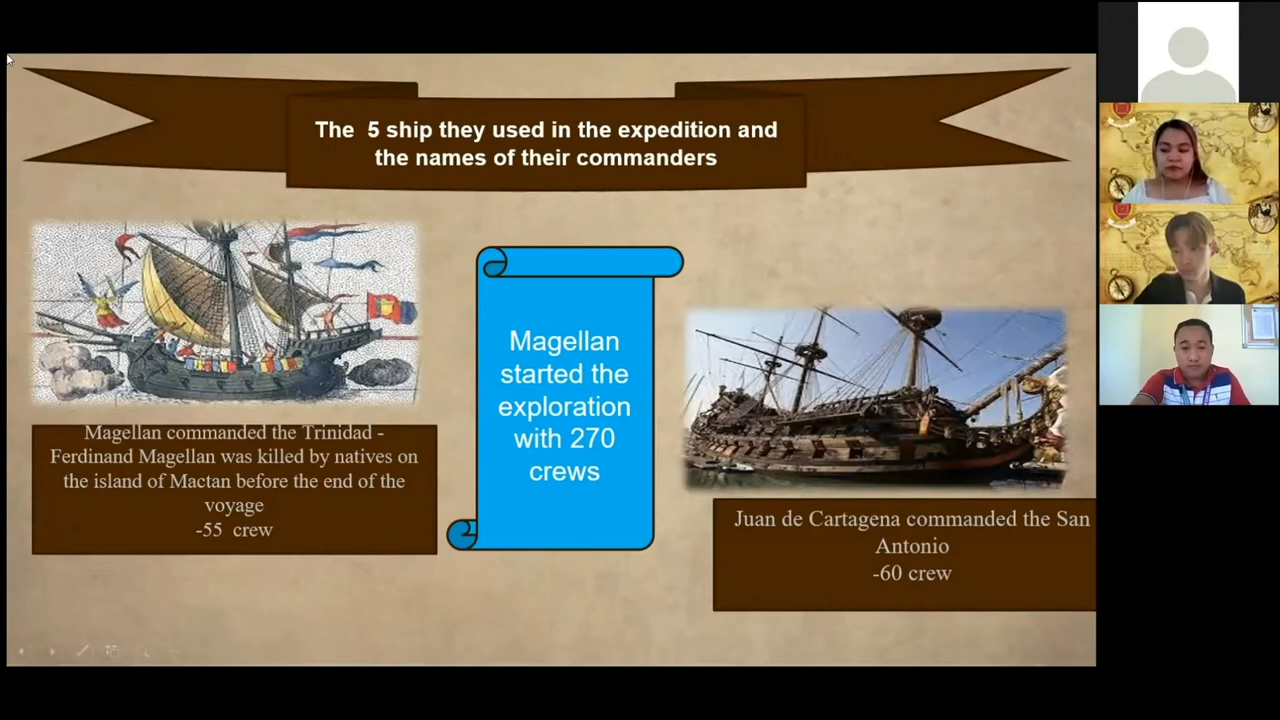 The 5 ship they used in the expedition and
the names of their commanders
Magellan
started the
exploration
with 270
crews
Magellan commanded the Trinidad -
Ferdinand Magellan was killed by natives on
the island of Mactan before the end of the
voyage
-55 crew
Juan de Cartagena commanded the San
Antonio
-60 crew